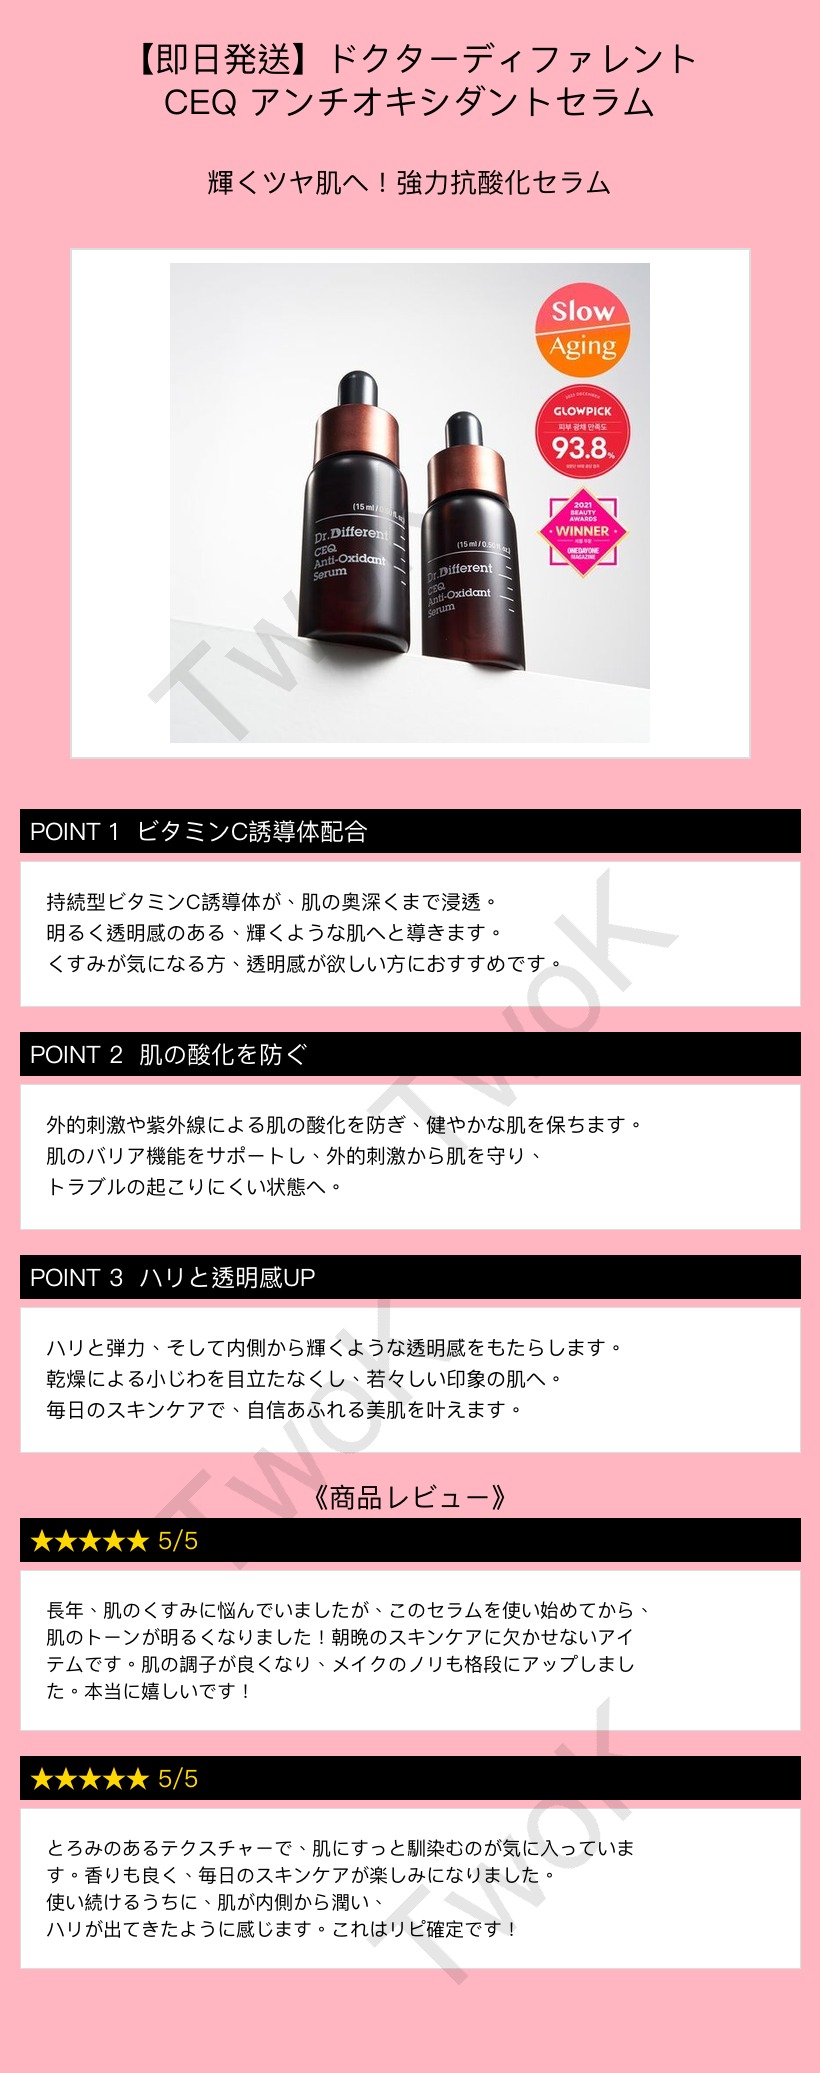 【即日発送】ドクターディファレント
CEQ アンチオキシダントセラム
輝くツヤ肌へ！強力抗酸化セラム
Slow
Aging
2021 DECEMBER
GLOWPICK
피부 광채 만족도
93.8%
2021
BEAUTY
AWARDS
WINNER
세럼 부문
ONEDAYONE
MAGAZINE
(15 ml / 0.50 fl. oz.)
Dr.Different
CEQ
Anti-Oxidant
Serum
(15 ml / 0.50 fl. oz.)
Dr.Different
CEQ
Anti-Oxidant
Serum
TwoK
POINT 1 ビタミンC誘導体配合
持続型ビタミンC誘導体が、肌の奥深くまで浸透。
明るく透明感のある、輝くような肌へと導きます。
くすみが気になる方、透明感が欲しい方におすすめです。
TwoK
POINT 2 肌の酸化を防ぐ
外的刺激や紫外線による肌の酸化を防ぎ、健やかな肌を保ちます。
肌のバリア機能をサポートし、外的刺激から肌を守り、
トラブルの起こりにくい状態へ。
POINT 3 ハリと透明感UP
ハリと弾力、そして内側から輝くような透明感をもたらします。
乾燥による小じわを目立たなくし、若々しい印象の肌へ。
毎日のスキンケアで、自信あふれる美肌を叶えます。
TwoK
《商品レビュー》
★★★★★ 5/5
長年、肌のくすみに悩んでいましたが、このセラムを使い始めてから、
肌のトーンが明るくなりました！朝晩のスキンケアに欠かせないアイ
テムです。肌の調子が良くなり、メイクのノリも格段にアップしまし
た。本当に嬉しいです！
★★★★★ 5/5
とろみのあるテクスチャーで、肌にすっと馴染むのが気に入っていま
す。香りも良く、毎日のスキンケアが楽しみになりました。
使い続けるうちに、肌が内側から潤い、
ハリが出てきたように感じます。これはリピ確定です！
TwoK